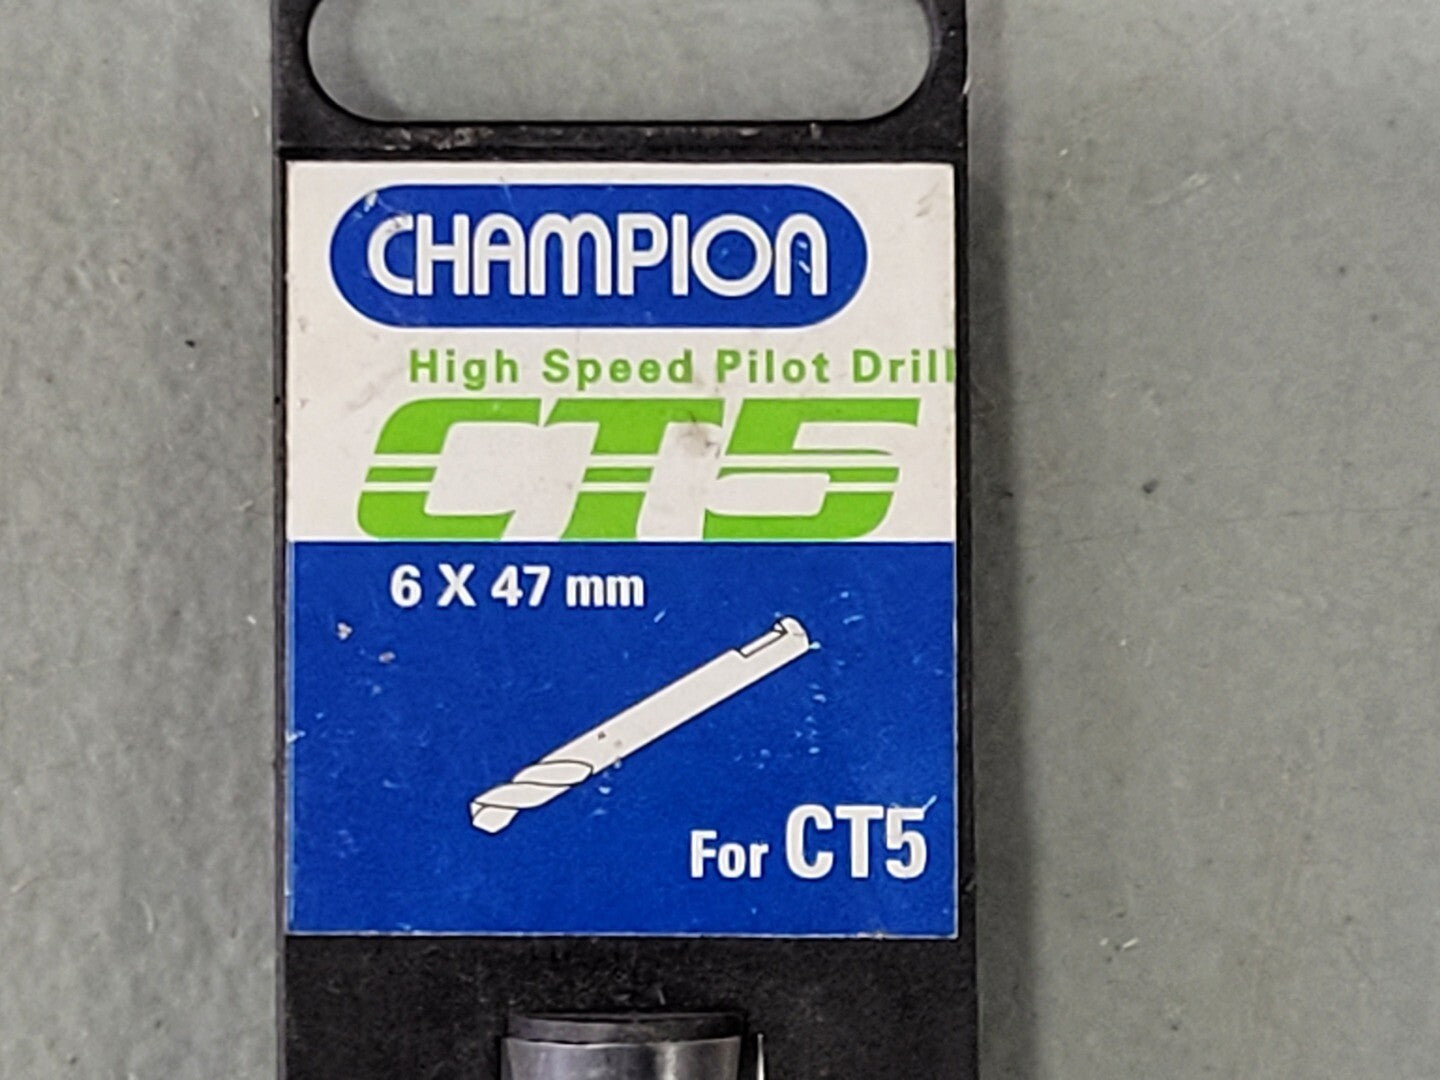 CHAMPION
High Speed Pilot Drill
CT5
6 X 47 mm
For CT5